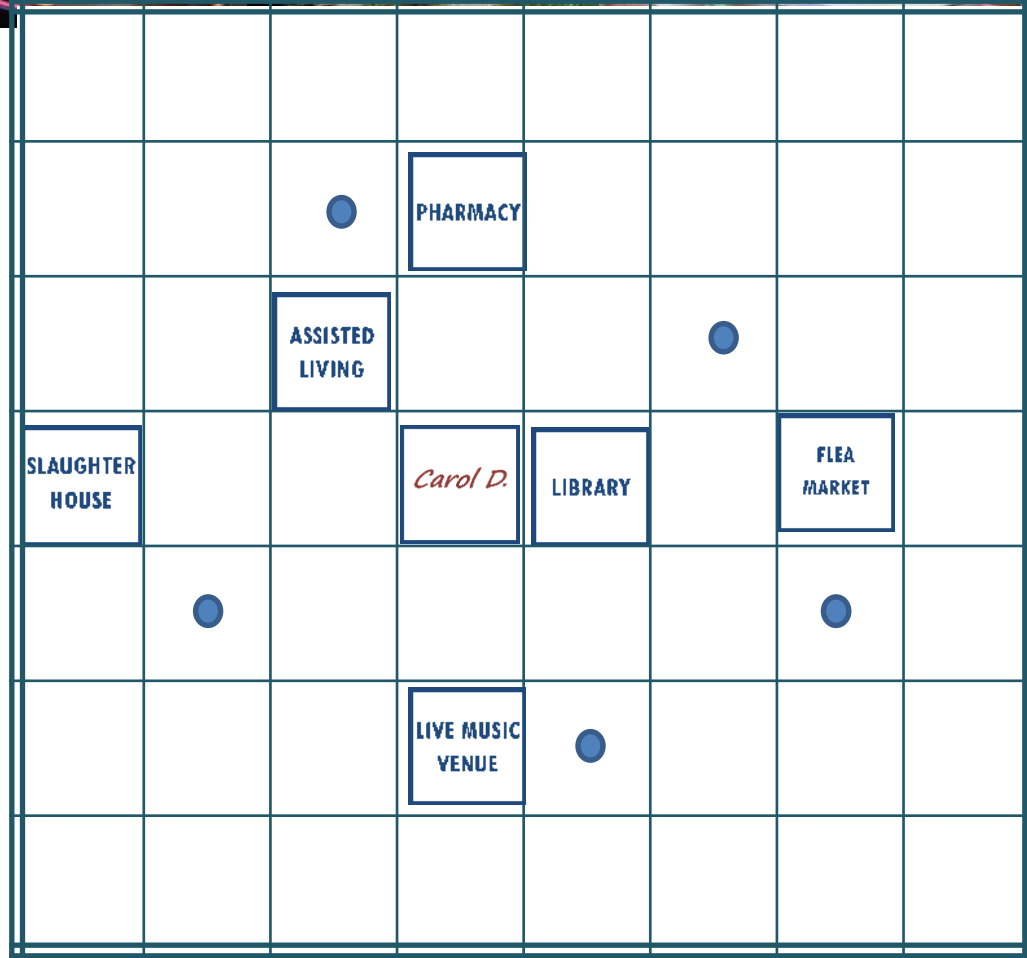 PHARMACY
ASSISTED
LIVING
SLAUGHTER
HOUSE
Carol D.
LIBRARY
FLEA
MARKET
LIVE MUSIC
VENUE